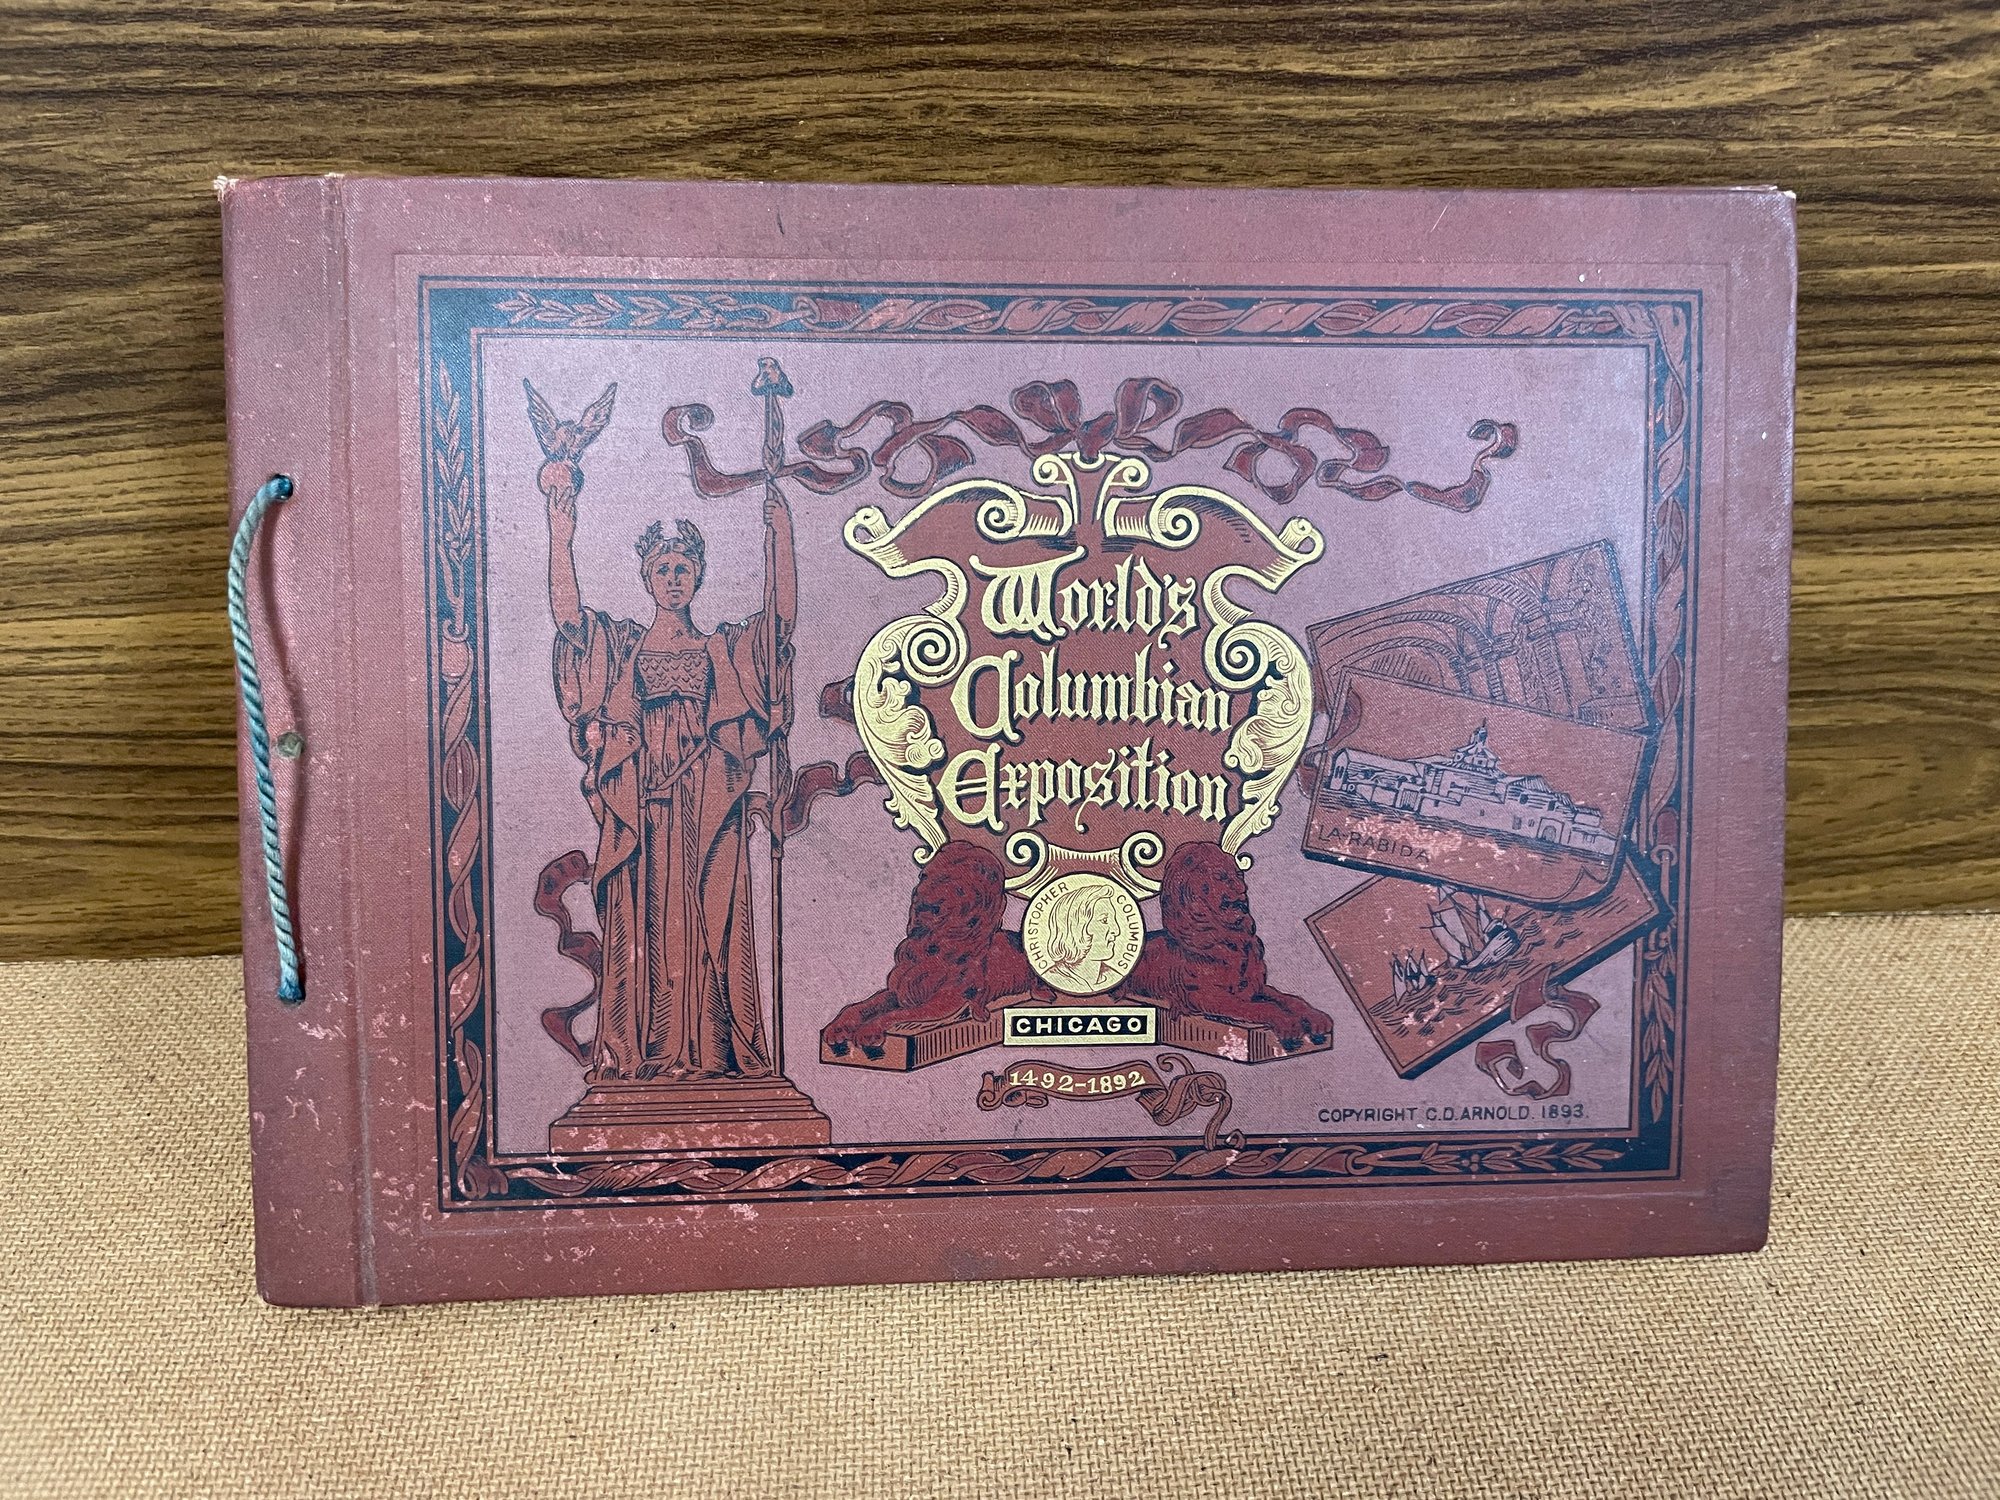 World's
Columbian
Exposition
CHRISTOPHER COLUMBUS
CHICAGO
1492-1892
LA-RABIDA
COPYRIGHT C.D.ARNOLD. 1893.